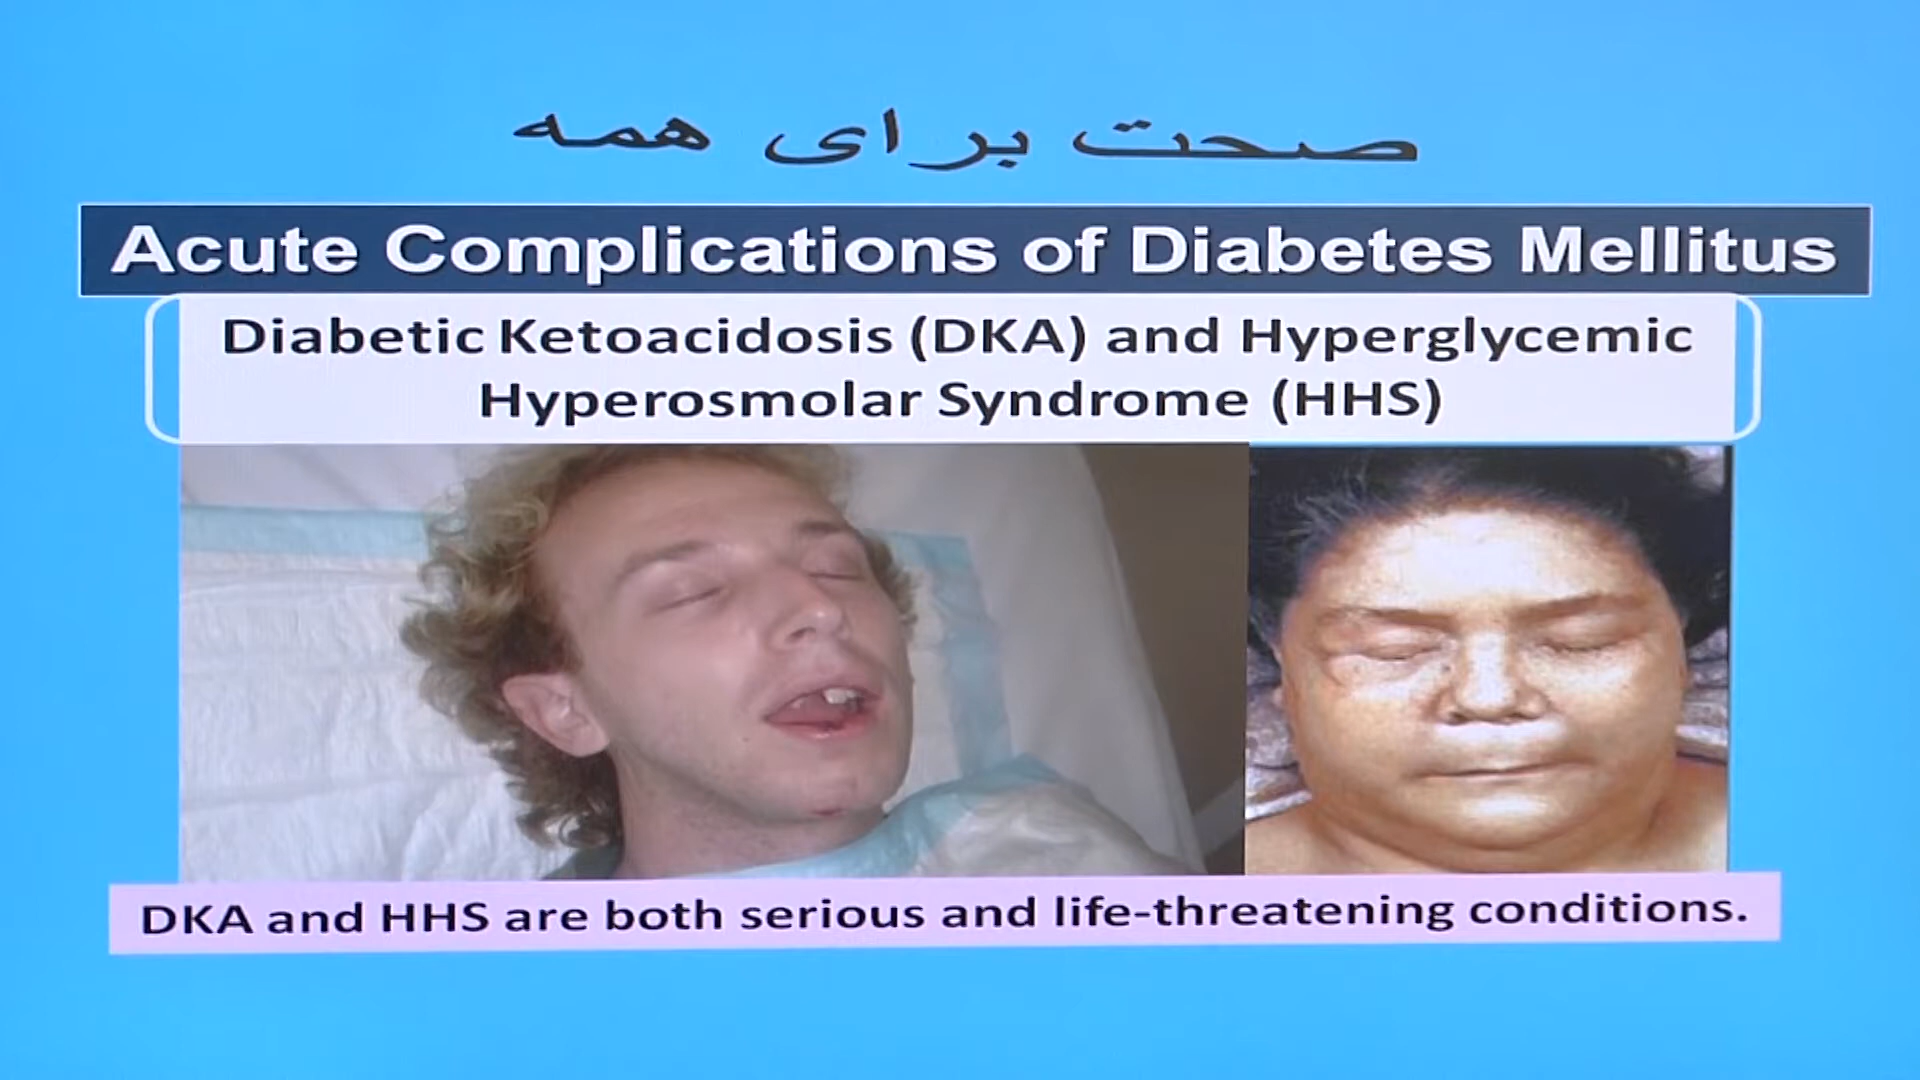 صحت برای همه
Acute Complications of Diabetes Mellitus
Diabetic Ketoacidosis (DKA) and Hyperglycemic
Hyperosmolar Syndrome (HHS)
DKA and HHS are both serious and life-threatening conditions.